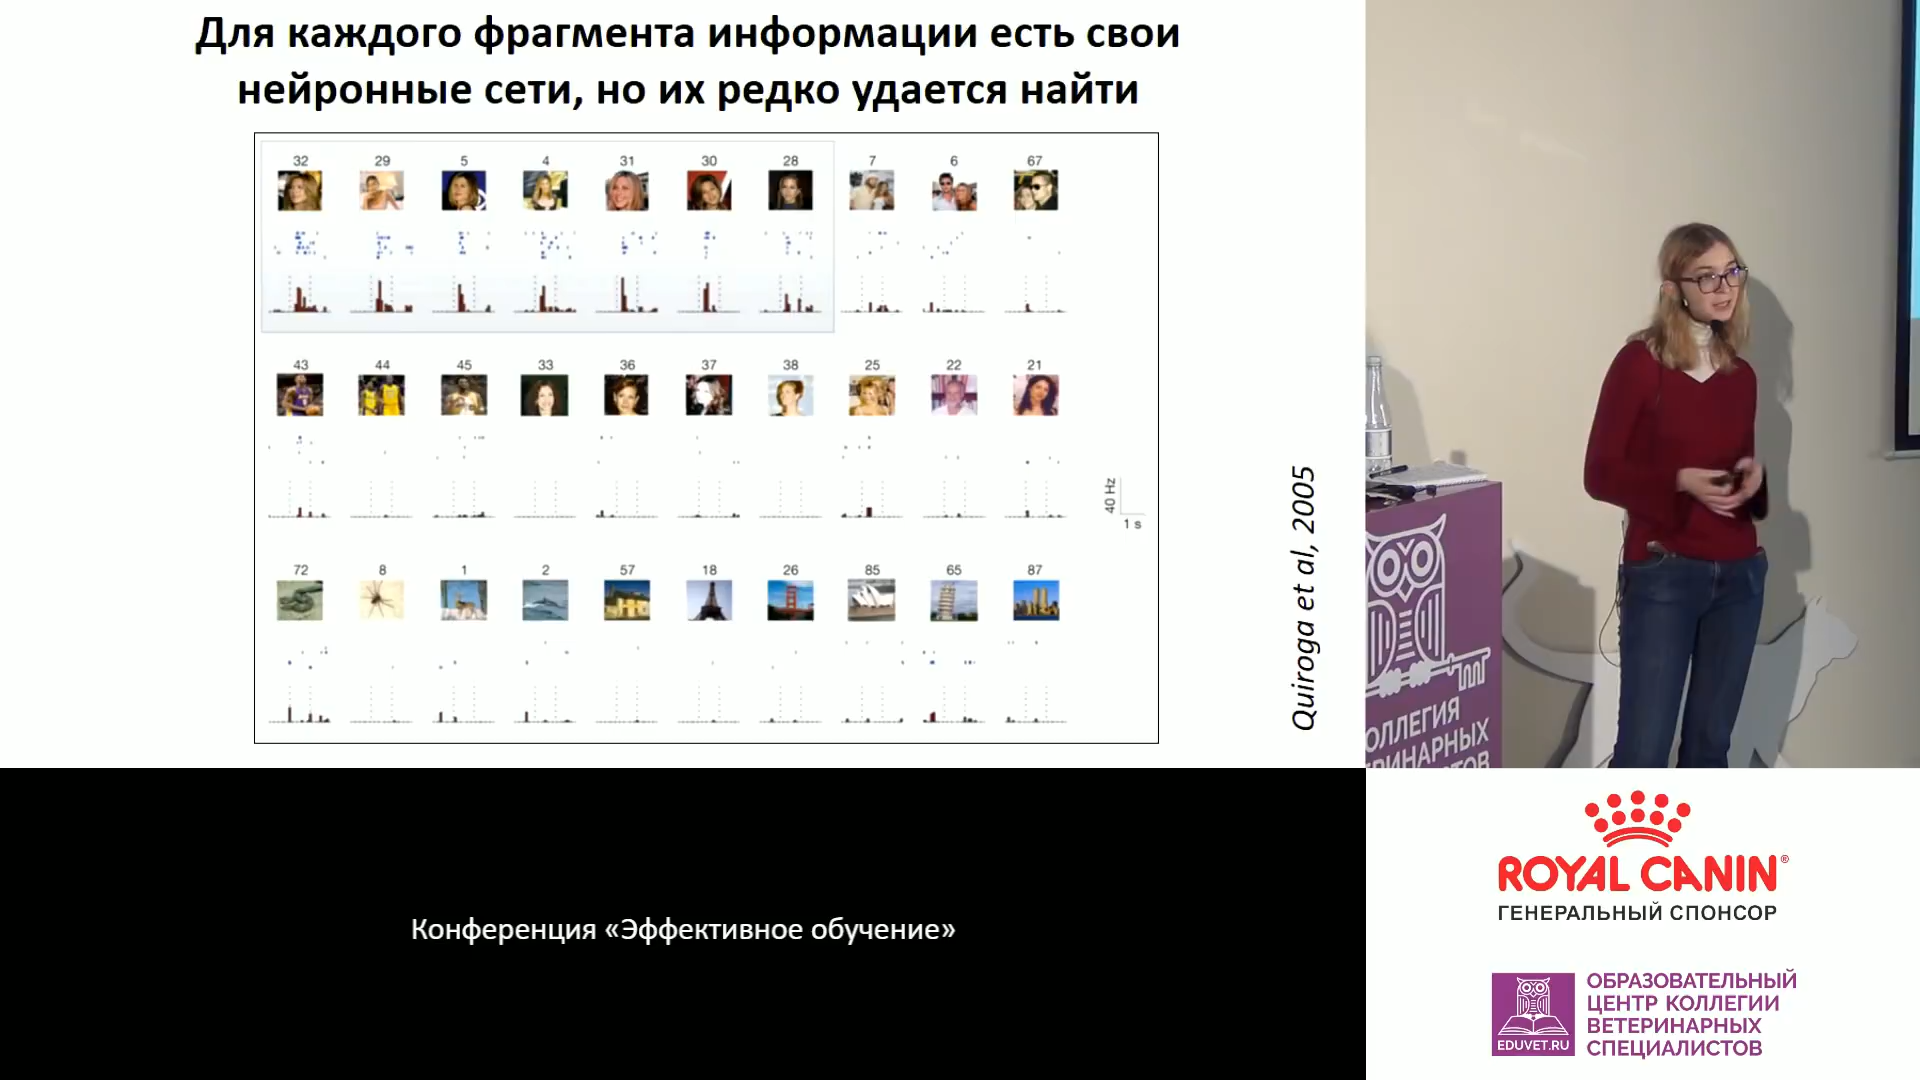 Для каждого фрагмента информации есть свои
нейронные сети, но их редко удается найти
32 29 5 4 31 30 28 7 6 67
43 44 45 33 36 37 38 25 22 21
40 Hz
1 s
72 8 1 2 57 18 26 85 65 87
Quiroga et al, 2005
ОЛЛЕГИЯ
РИНАРНЫХ
ТОВ
Конференция «Эффективное обучение»
ROYAL CANIN®
ГЕНЕРАЛЬНЫЙ СПОНСОР
EDUVET.RU
ОБРАЗОВАТЕЛЬНЫЙ
ЦЕНТР КОЛЛЕГИИ
ВЕТЕРИНАРНЫХ
СПЕЦИАЛИСТОВ